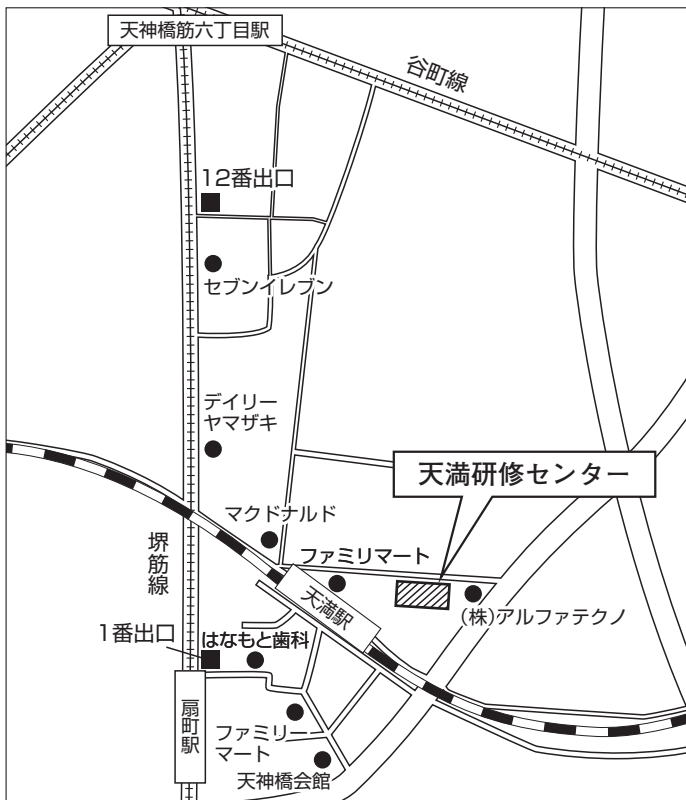 天神橋筋六丁目駅
谷町線
12番出口
セブンイレブン
デイリー
ヤマザキ
天満研修センター
マクドナルド
ファミリマート
堺筋線
天満駅
(株)アルファテクノ
1番出口
はなもと歯科
扇町駅
ファミリー
マート
天神橋会館